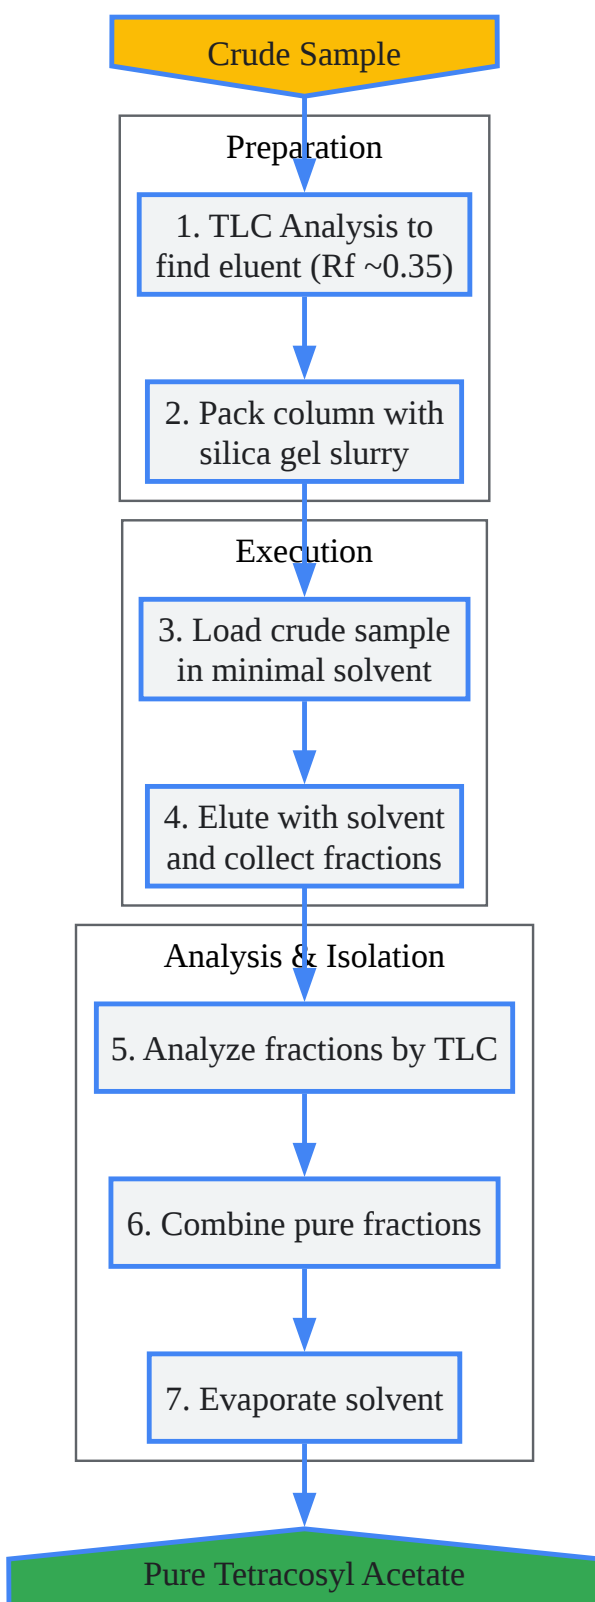 Crude Sample
Preparation
1. TLC Analysis to
find eluent (Rf ~0.35)
2. Pack column with
silica gel slurry
Execution
3. Load crude sample
in minimal solvent
4. Elute with solvent
and collect fractions
Analysis & Isolation
5. Analyze fractions by TLC
6. Combine pure fractions
7. Evaporate solvent
Pure Tetracosyl Acetate